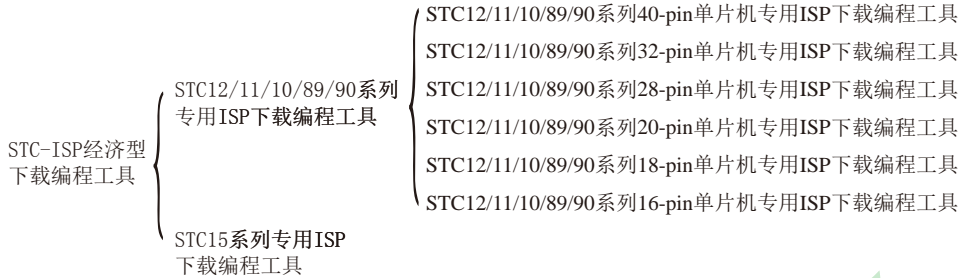 STC-ISP经济型
下载编程工具
STC12/11/10/89/90系列
专用ISP下载编程工具
STC12/11/10/89/90系列40-pin单片机专用ISP下载编程工具
STC12/11/10/89/90系列32-pin单片机专用ISP下载编程工具
STC12/11/10/89/90系列28-pin单片机专用ISP下载编程工具
STC12/11/10/89/90系列20-pin单片机专用ISP下载编程工具
STC12/11/10/89/90系列18-pin单片机专用ISP下载编程工具
STC12/11/10/89/90系列16-pin单片机专用ISP下载编程工具
STC15系列专用ISP
下载编程工具